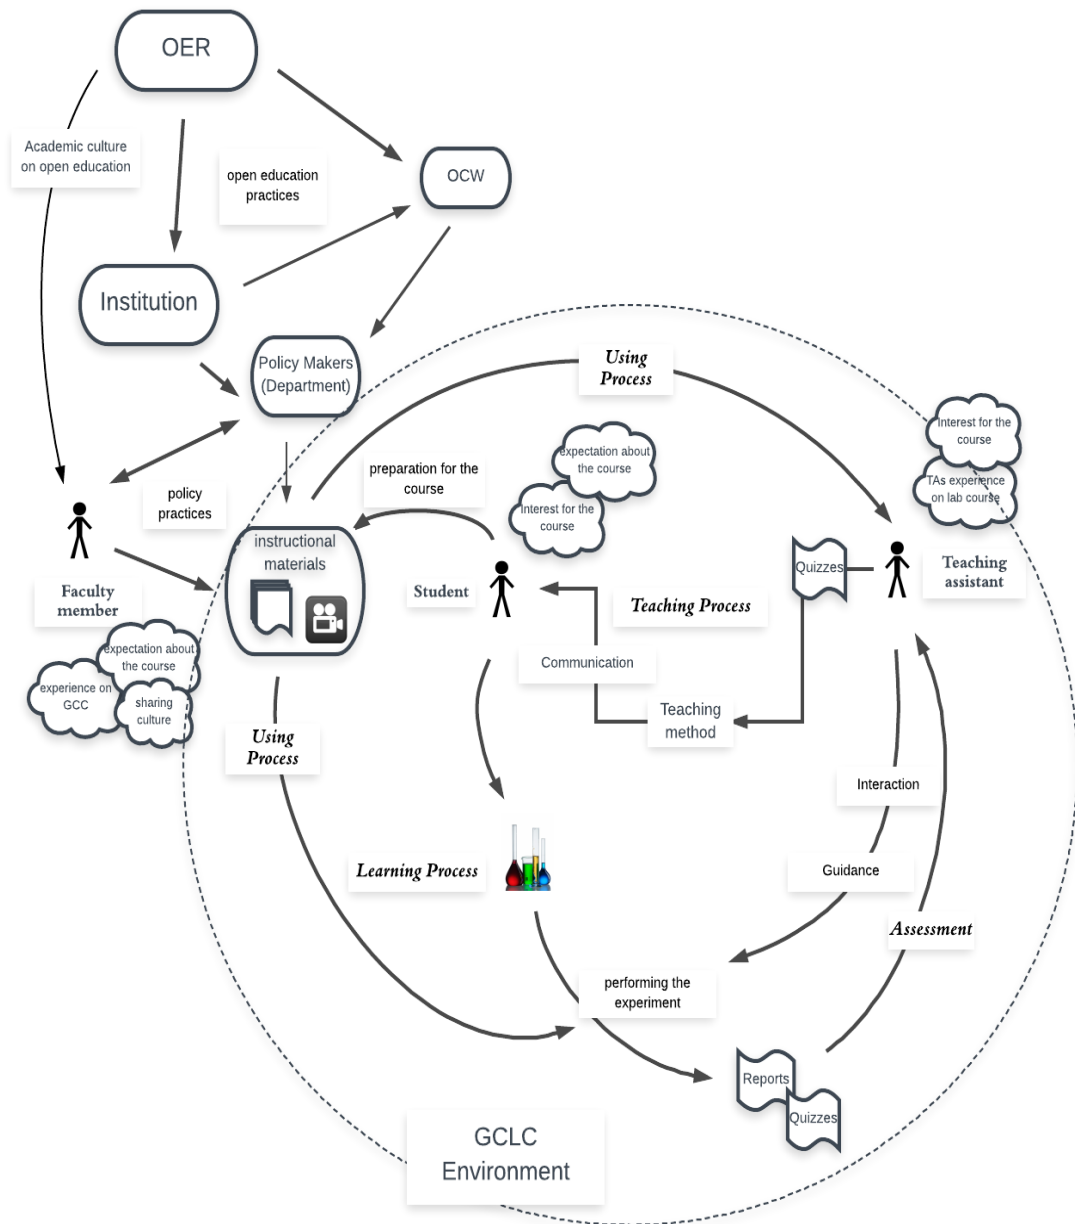 OER
Academic culture
on open education
open education
practices
OCW
Institution
Policy Makers
(Department)
Using
Process
Interest for the
course
TAs experience
on lab course
expectation about
the course
Interest for the
course
preparation for the
course
policy
practices
instructional
materials
Faculty
member
Student
Quizzes
Teaching
assistant
Teaching Process
Communication
Teaching
method
expectation about
the course
experience on
GCC
sharing
culture
Using
Process
Interaction
Learning Process
Guidance
Assessment
performing the
experiment
Reports
Quizzes
GCLC
Environment